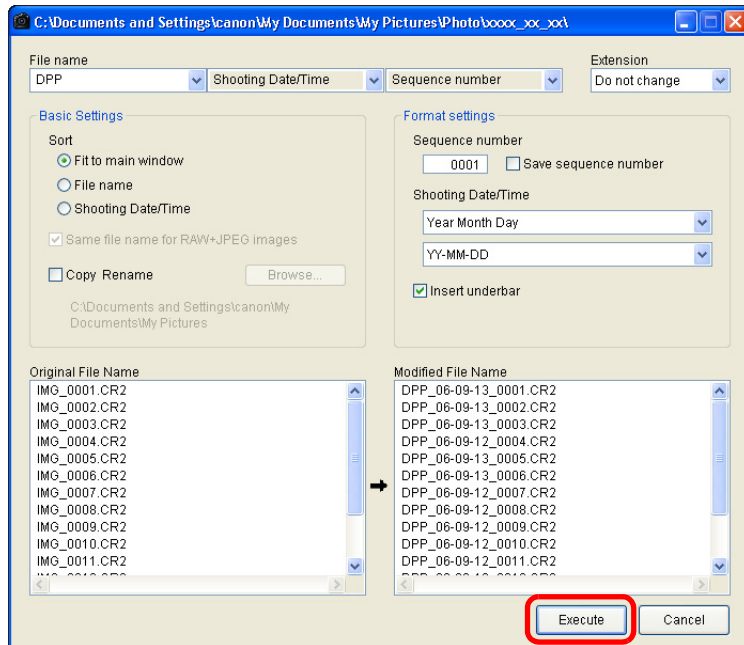 C:\Documents and Settings\canon\My Documents\My Pictures\Photo\xxxx_xx_xx\
File name
Extension
DPP
Shooting Date/Time
Sequence number
Do not change
Basic Settings
Sort
Fit to main window
File name
Shooting Date/Time
Same file name for RAW+JPEG images
Copy Rename
Browse...
C:\Documents and Settings\canon\My
Documents\My Pictures
Format settings
Sequence number
0001
Save sequence number
Shooting Date/Time
Year Month Day
YY-MM-DD
Insert underbar
Original File Name
IMG_0001.CR2
IMG_0002.CR2
IMG_0003.CR2
IMG_0004.CR2
IMG_0005.CR2
IMG_0006.CR2
IMG_0007.CR2
IMG_0008.CR2
IMG_0009.CR2
IMG_0010.CR2
IMG_0011.CR2
Modified File Name
DPP_06-09-13_0001.CR2
DPP_06-09-13_0002.CR2
DPP_06-09-13_0003.CR2
DPP_06-09-12_0004.CR2
DPP_06-09-13_0005.CR2
DPP_06-09-13_0006.CR2
DPP_06-09-12_0007.CR2
DPP_06-09-12_0008.CR2
DPP_06-09-12_0009.CR2
DPP_06-09-12_0010.CR2
DPP_06-09-12_0011.CR2
Execute
Cancel